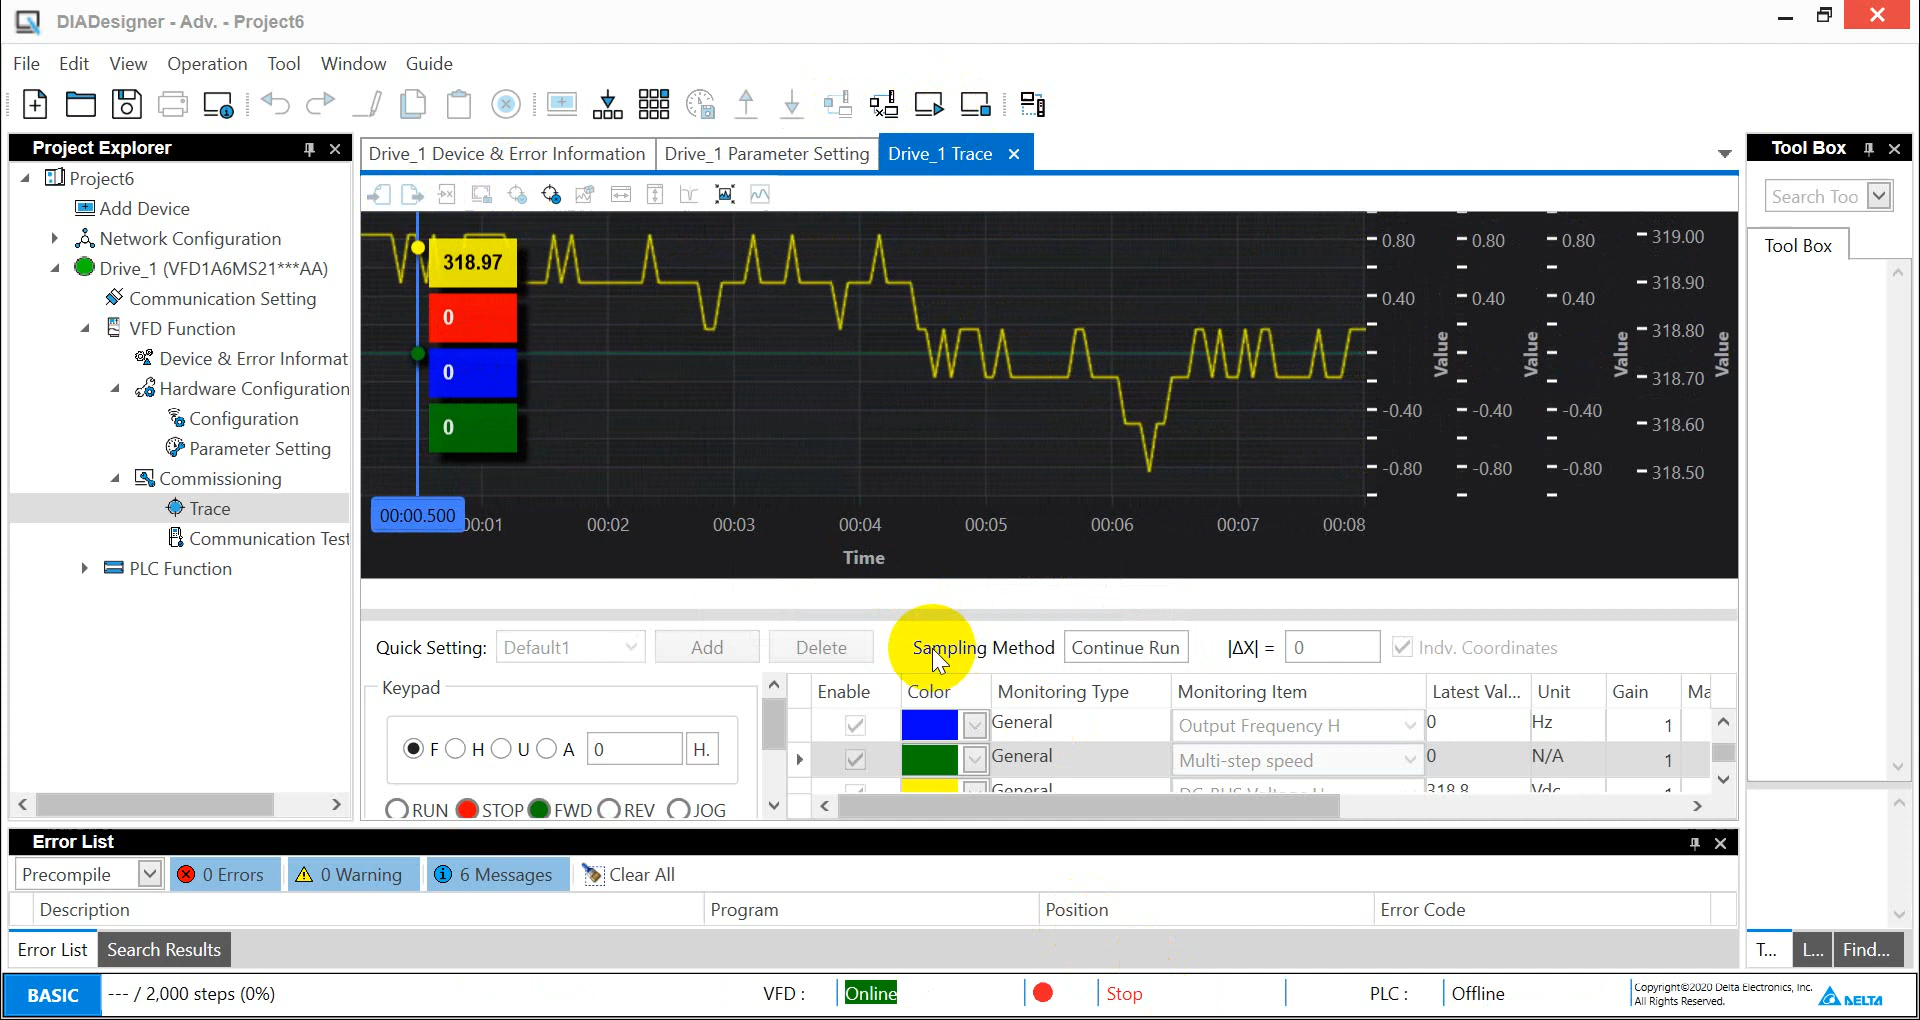 DIADesigner - Adv. - Project6
File Edit View Operation Tool Window Guide
Project Explorer
Project6
Add Device
Network Configuration
Drive_1 (VFD1A6MS21***AA)
Communication Setting
VFD Function
Device & Error Informat
Hardware Configuration
Configuration
Parameter Setting
Commissioning
Trace
Communication Test
PLC Function
Drive_1 Device & Error Information Drive_1 Parameter Setting Drive_1 Trace
318.97
0
0
0
0.80 0.80 0.80 319.00
318.90
0.40 0.40 0.40
318.80
Value Value Value Value
318.70
-0.40 -0.40 -0.40 318.60
-0.80 -0.80 -0.80 318.50
00:00.500 00:01 00:02 00:03 00:04 00:05 00:06 00:07 00:08
Time
Quick Setting: Default1 Add Delete Sampling Method Continue Run |ΔX| = 0 Indv. Coordinates
Keypad
F H U A 0 H.
RUN STOP FWD REV JOG
Enable Color Monitoring Type Monitoring Item Latest Val... Unit Gain Ma
General Output Frequency H 0 Hz 1
General Multi-step speed 0 N/A 1
General DC-BUS Voltage U 318.8 Vdc 1
Tool Box
Search Too
Tool Box
T... L... Find...
Error List
Precompile 0 Errors 0 Warning 6 Messages Clear All
Description Program Position Error Code
Error List Search Results
BASIC --- / 2,000 steps (0%) VFD : Online Stop PLC : Offline
Copyright©2020 Delta Electronics, Inc.
All Rights Reserved.
DELTA